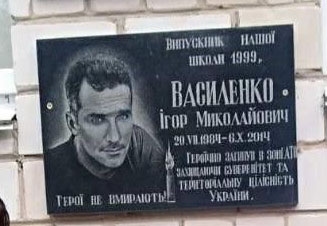 Випускник нашої
школи 1999р.
ВАСИЛЕНКО
Ігор Миколайович
20.VII.1984-6.X.2014
Героїчно загинув в зоні АТО
захищаючи суверенітет та
територіальну цілісність
України.
Герої не вмирають!